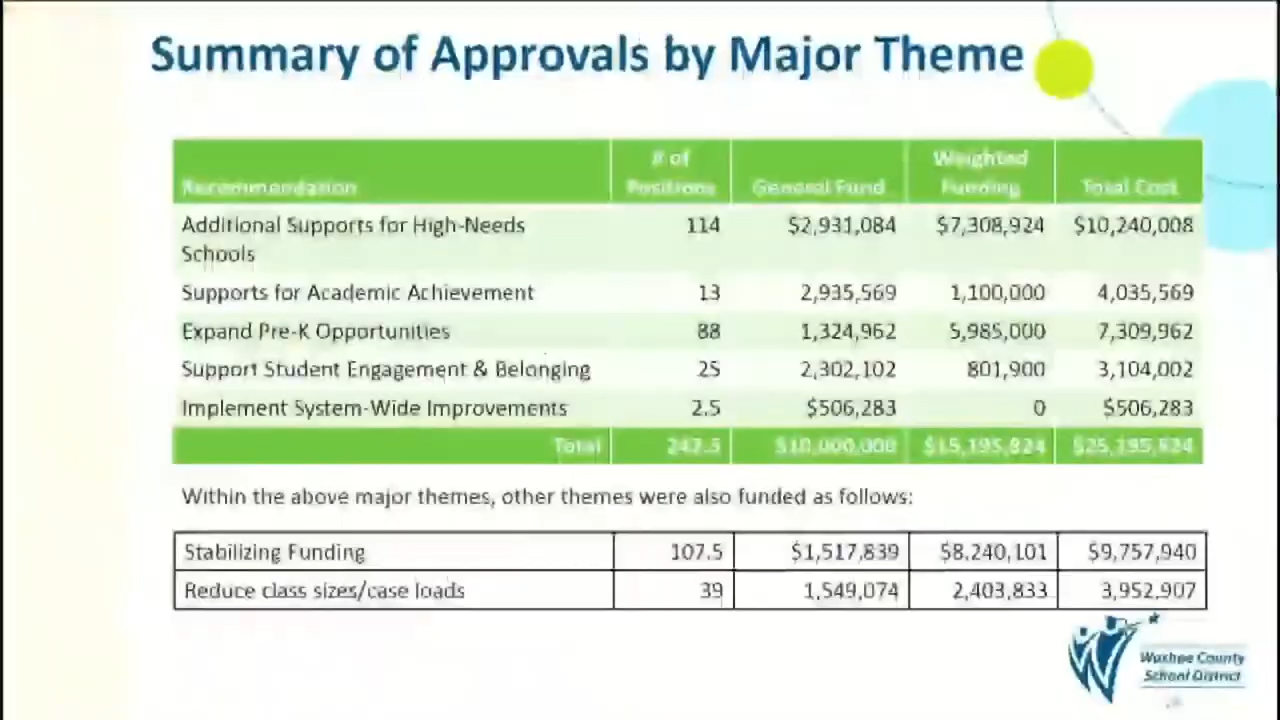 Summary of Approvals by Major Theme
Recommendation # of Positions General Fund Weighted Funding Total Cost
Additional Supports for High-Needs Schools 114 $2,931,084 $7,308,924 $10,240,008
Supports for Academic Achievement 13 2,935,569 1,100,000 4,035,569
Expand Pre-K Opportunities 88 1,324,962 5,985,000 7,309,962
Support Student Engagement & Belonging 25 2,302,102 801,900 3,104,002
Implement System-Wide Improvements 2.5 $506,283 0 $506,283
Total 242.5 $10,000,000 $15,195,824 $25,195,824
Within the above major themes, other themes were also funded as follows:
Stabilizing Funding 107.5 $1,517,839 $8,240,101 $9,757,940
Reduce class sizes/case loads 39 1,549,074 2,403,833 3,952,907
Washoe County
School District